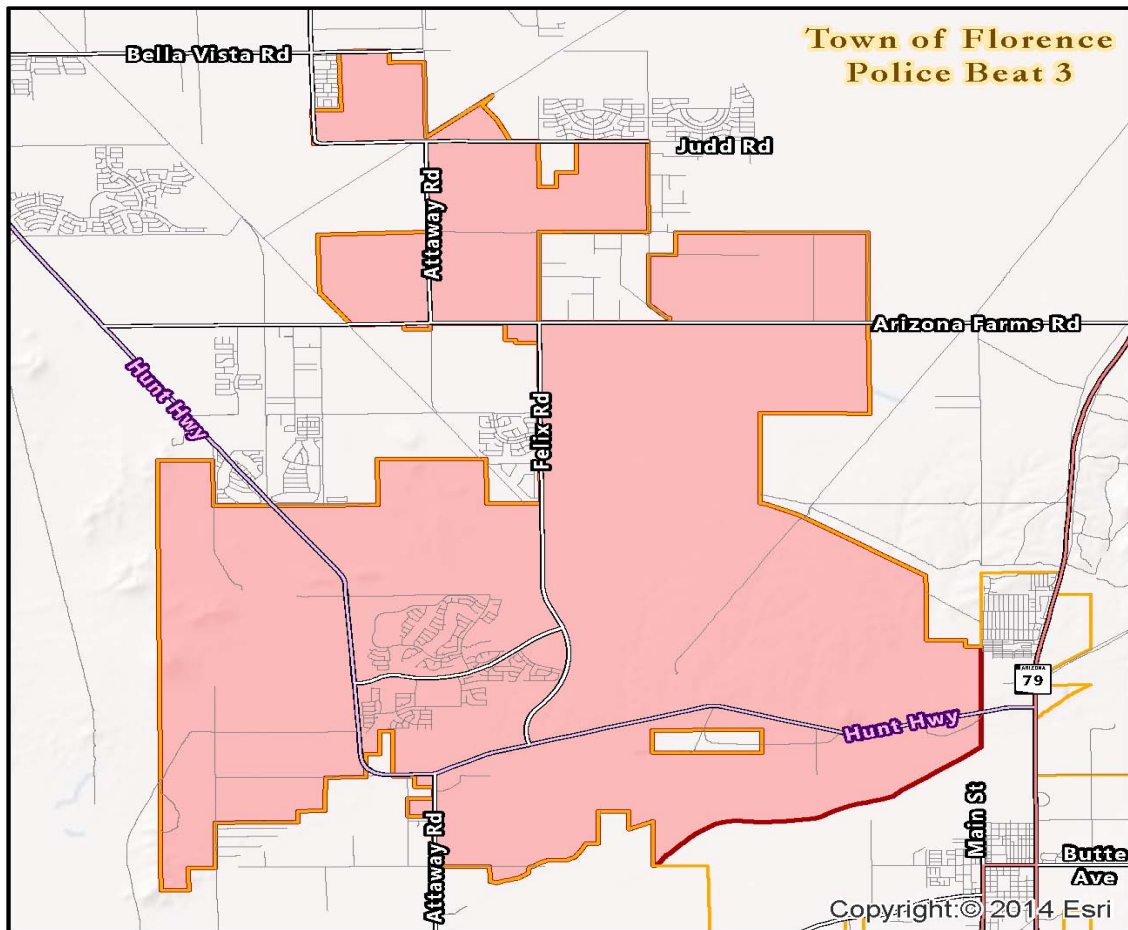 Town of Florence
Police Beat 3
Bella Vista Rd
Judd Rd
Attaway Rd
Arizona Farms Rd
Hunt Hwy
Felix Rd
ARIZONA
79
Hunt Hwy
Main St
Attaway Rd
Butte
Ave
Copyright:© 2014 Esri